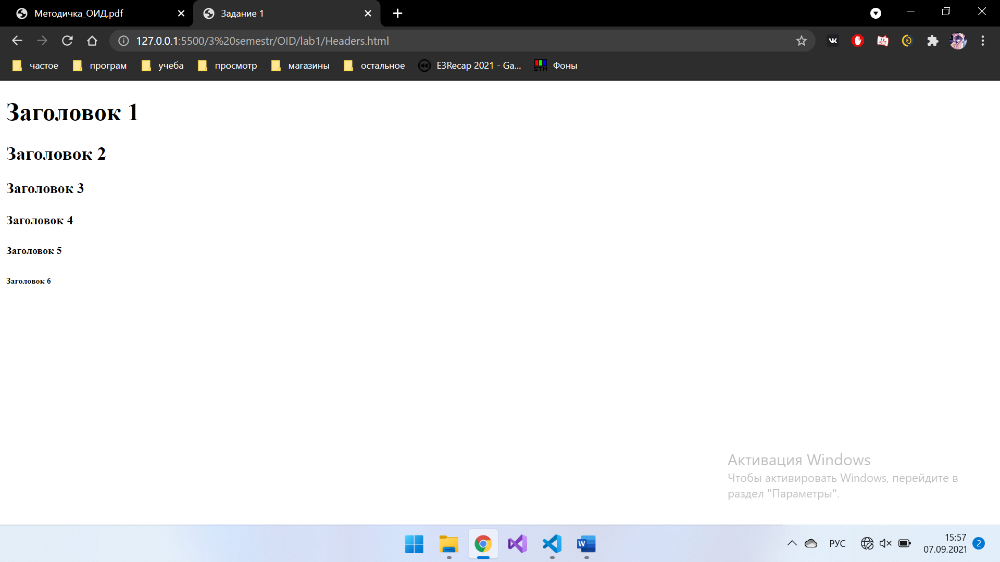 Методичка_ОИД.pdf
Задание 1
127.0.0.1:5500/3%20semestr/OID/lab1/Headers.html
частое програм учеба просмотр магазины остальное E3Recap 2021 - Ga... STM Фоны
Заголовок 1
Заголовок 2
Заголовок 3
Заголовок 4
Заголовок 5
Заголовок 6
Активация Windows
Чтобы активировать Windows, перейдите в
раздел "Параметры".
W
РУС
15:57
07.09.2021
2